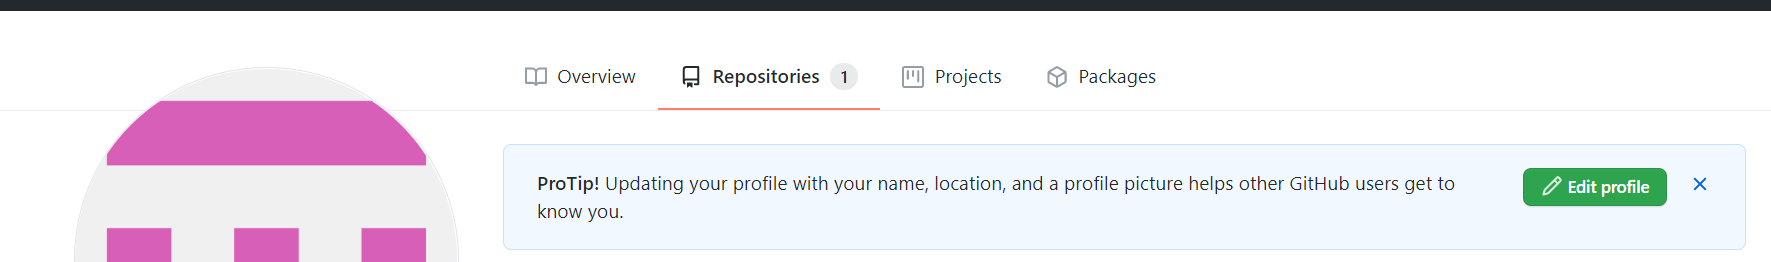 Overview Repositories 1 Projects Packages
ProTip! Updating your profile with your name, location, and a profile picture helps other GitHub users get to
know you.
Edit profile